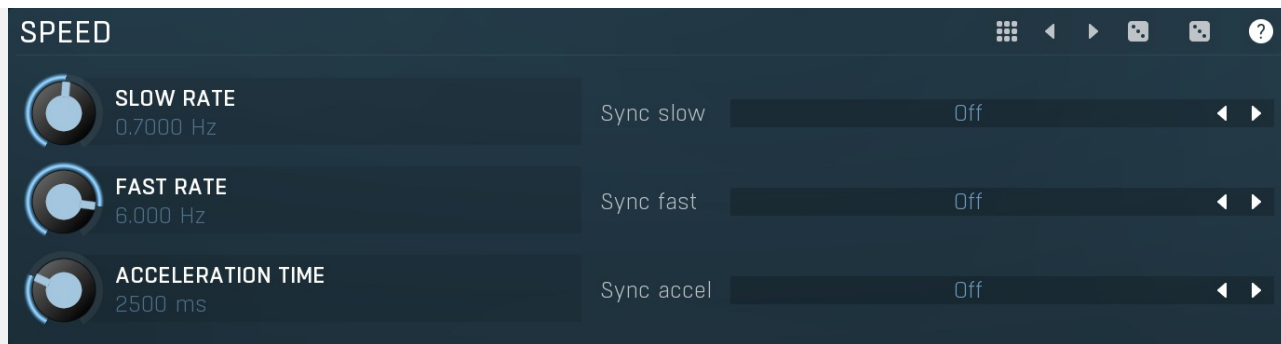 SPEED
?
SLOW RATE
0.7000 Hz
Sync slow
Off
FAST RATE
6.000 Hz
Sync fast
Off
ACCELERATION TIME
2500 ms
Sync accel
Off